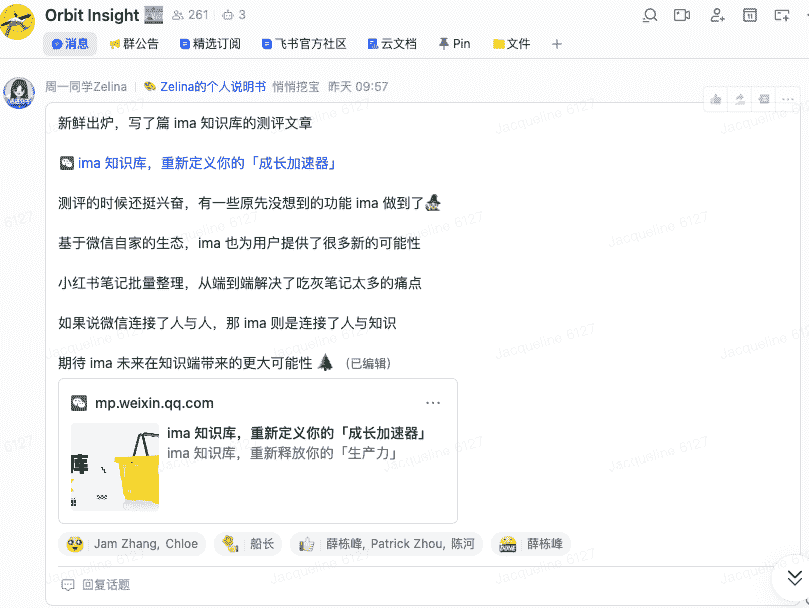 Orbit Insight 261 3
消息 群公告 精选订阅 飞书官方社区 云文档 Pin 文件
周一同学Zelina Zelina的个人说明书 悄悄挖宝 昨天 09:57
新鲜出炉，写了篇 ima 知识库的测评文章
ima 知识库，重新定义你的「成长加速器」
测评的时候还挺兴奋，有一些原先没想到的功能 ima 做到了
基于微信自家的生态，ima 也为用户提供了很多新的可能性
小红书笔记批量整理，从端到端解决了吃灰笔记太多的痛点
如果说微信连接了人与人，那 ima 则是连接了人与知识
期待 ima 未来在知识端带来的更大可能性 （已编辑）
mp.weixin.qq.com
ima 知识库，重新定义你的「成长加速器」
ima 知识库，重新释放你的「生产力」
库
Jam Zhang, Chloe 船长 薛栋峰, Patrick Zhou, 陈河 薛栋峰
回复话题
Jacqueline 6127